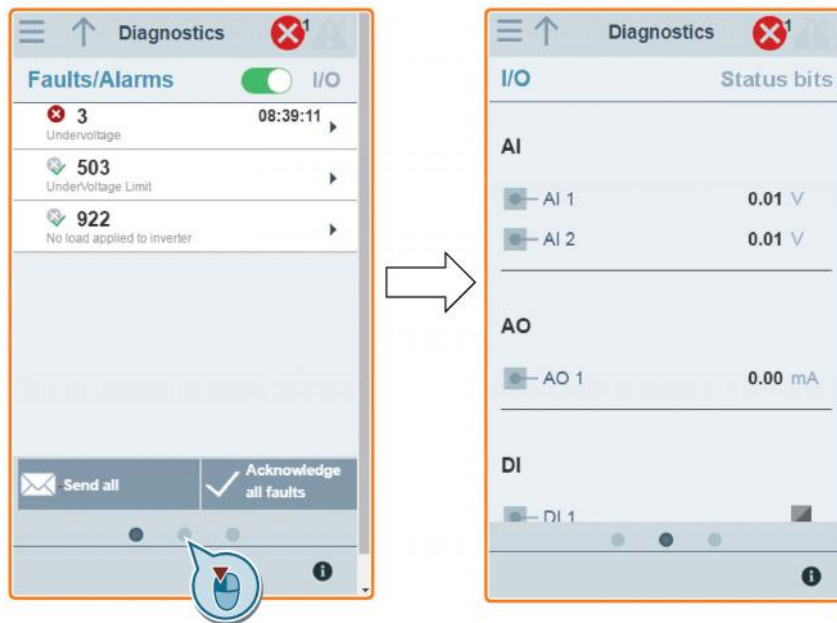 Diagnostics
1
Faults/Alarms I/O
3 08:39:11
Undervoltage
503
UnderVoltage Limit
922
No load applied to inverter
Send all
Acknowledge
all faults
Diagnostics
1
I/O Status bits
AI
AI 1 0.01 V
AI 2 0.01 V
AO
AO 1 0.00 mA
DI
DI 1